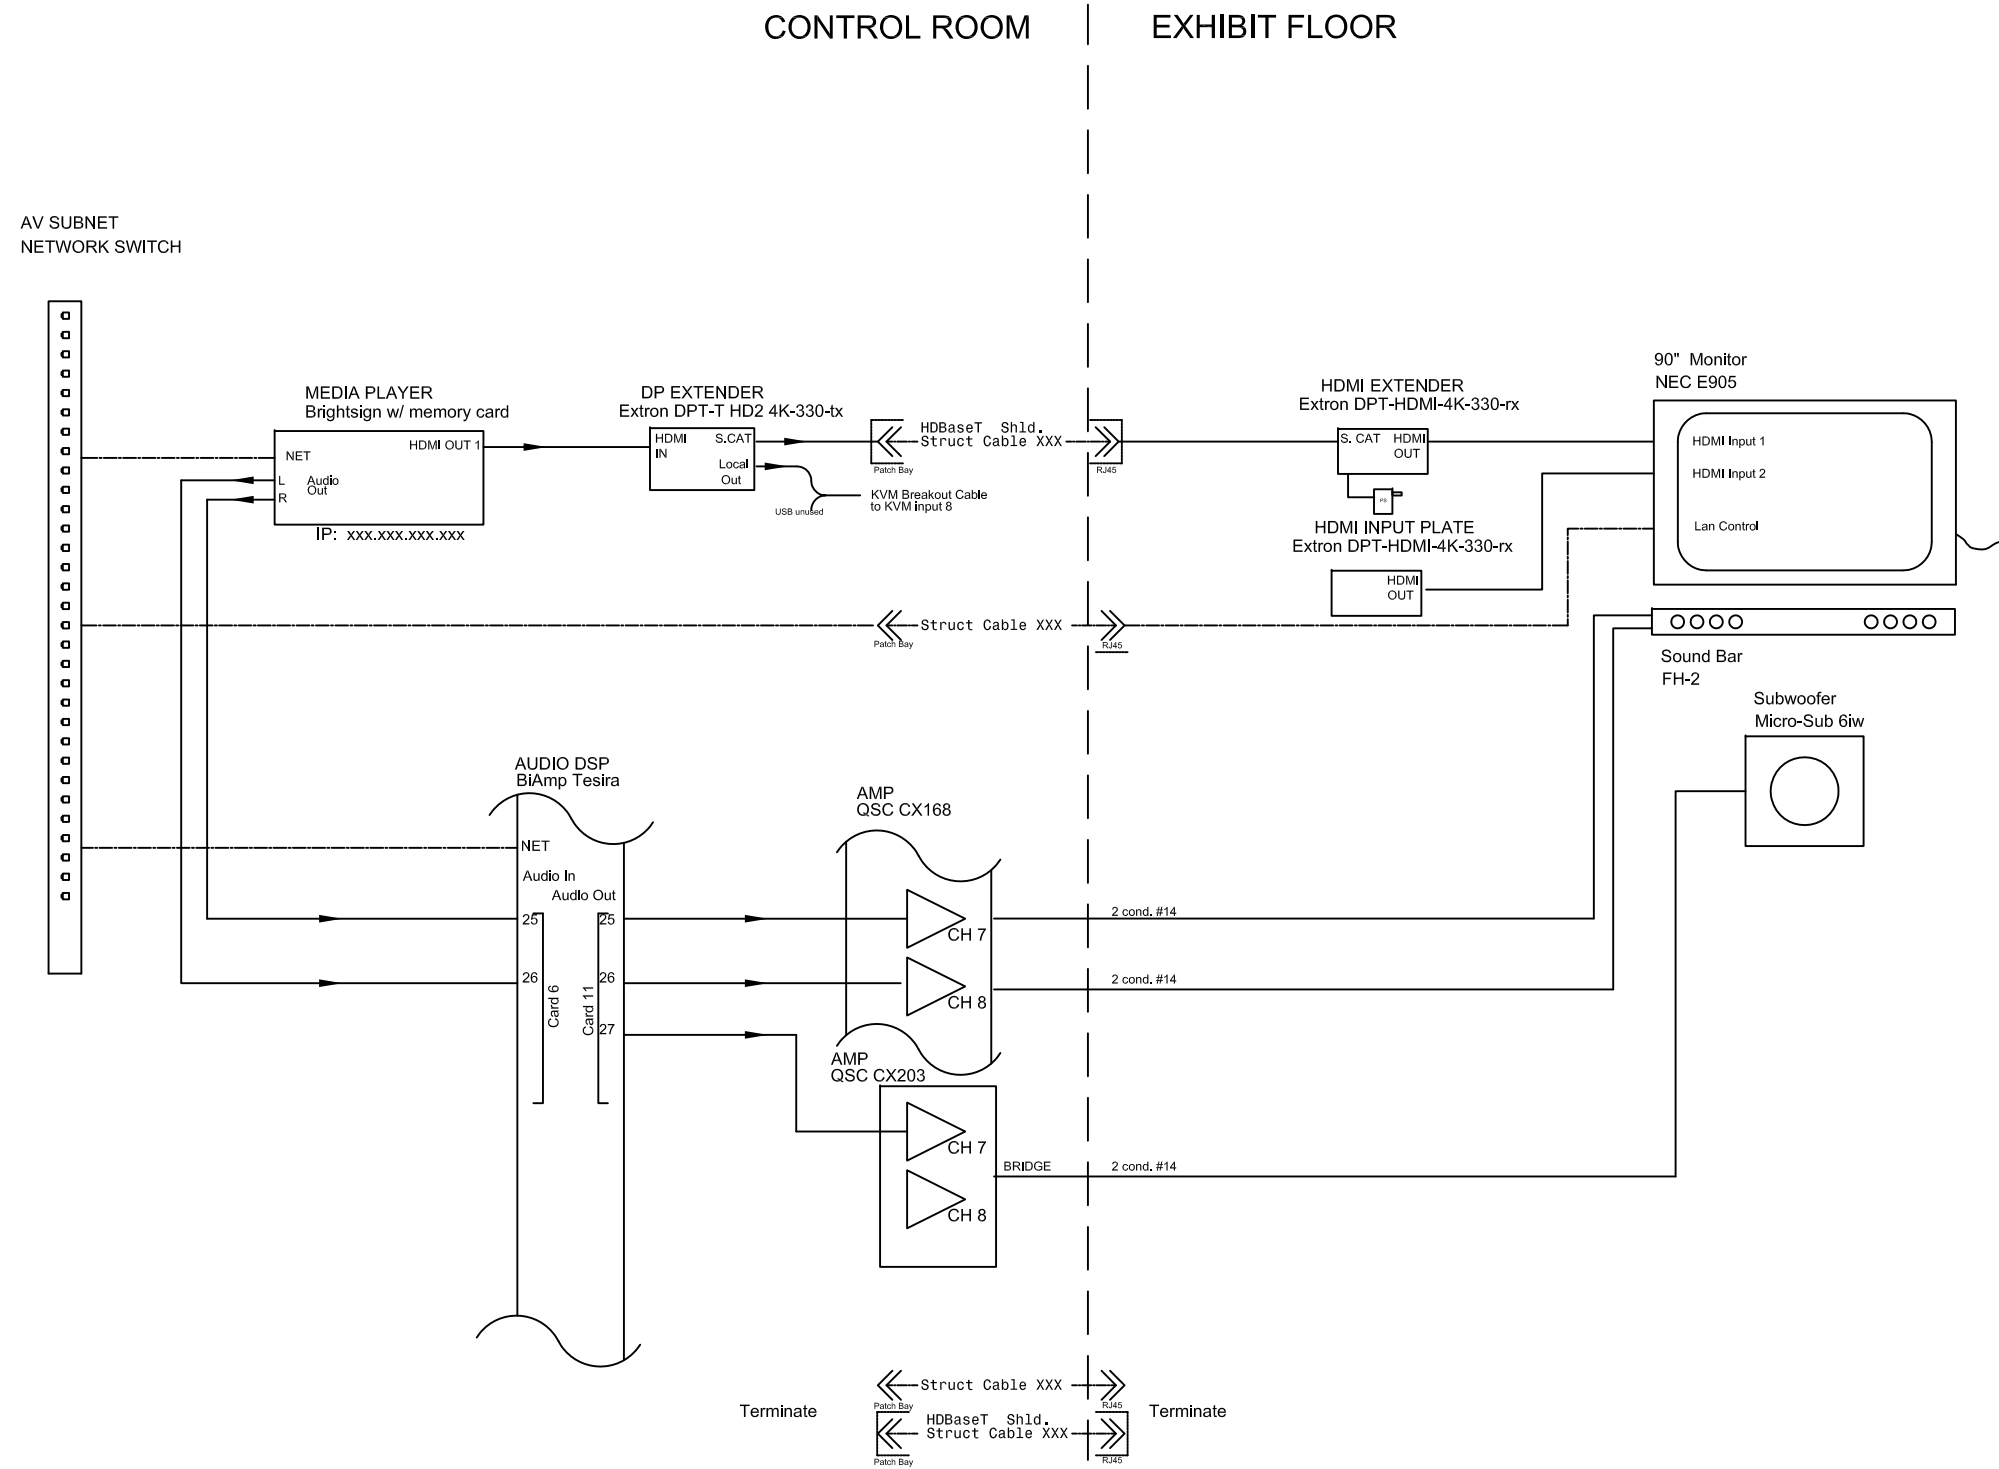 CONTROL ROOM
EXHIBIT FLOOR
AV SUBNET
NETWORK SWITCH
MEDIA PLAYER
Brightsign w/ memory card
HDMI OUT 1
NET
L
Audio
Out
R
IP: xxx.xxx.xxx.xxx
DP EXTENDER
Extron DPT-T HD2 4K-330-tx
HDMI
IN
S.CAT
Local
Out
USB unused
KVM Breakout Cable
to KVM input 8
HDBaseT Shld.
Struct Cable XXX
Patch Bay
RJ45
HDMI EXTENDER
Extron DPT-HDMI-4K-330-rx
S. CAT
HDMI
OUT
PS
HDMI INPUT PLATE
Extron DPT-HDMI-4K-330-rx
HDMI
OUT
90" Monitor
NEC E905
HDMI Input 1
HDMI Input 2
Lan Control
Struct Cable XXX
Patch Bay
RJ45
Sound Bar
FH-2
Subwoofer
Micro-Sub 6iw
AUDIO DSP
BiAmp Tesira
NET
Audio In
Audio Out
25
26
Card 6
25
26
27
Card 11
AMP
QSC CX168
CH 7
CH 8
2 cond. #14
2 cond. #14
AMP
QSC CX203
CH 7
CH 8
BRIDGE
2 cond. #14
Struct Cable XXX
Patch Bay
RJ45
Terminate
Terminate
HDBaseT Shld.
Struct Cable XXX
Patch Bay
RJ45